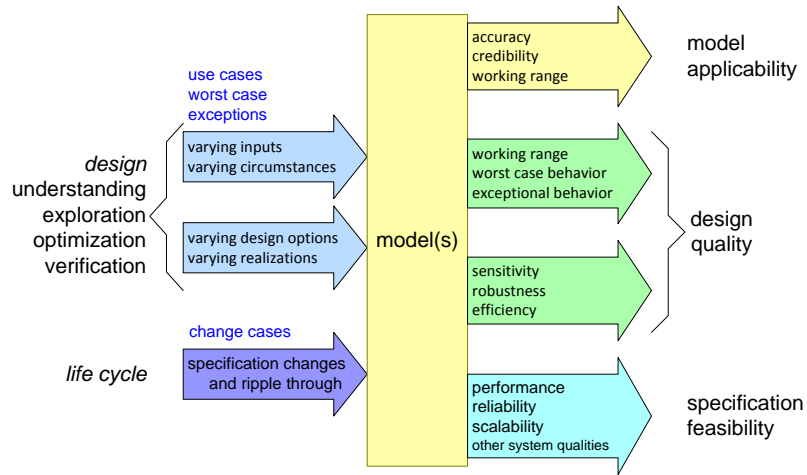 use cases
worst case
exceptions
design
understanding
exploration
optimization
verification
varying inputs
varying circumstances
varying design options
varying realizations
change cases
life cycle
specification changes
and ripple through
model(s)
accuracy
credibility
working range
model
applicability
working range
worst case behavior
exceptional behavior
sensitivity
robustness
efficiency
design
quality
performance
reliability
scalability
other system qualities
specification
feasibility